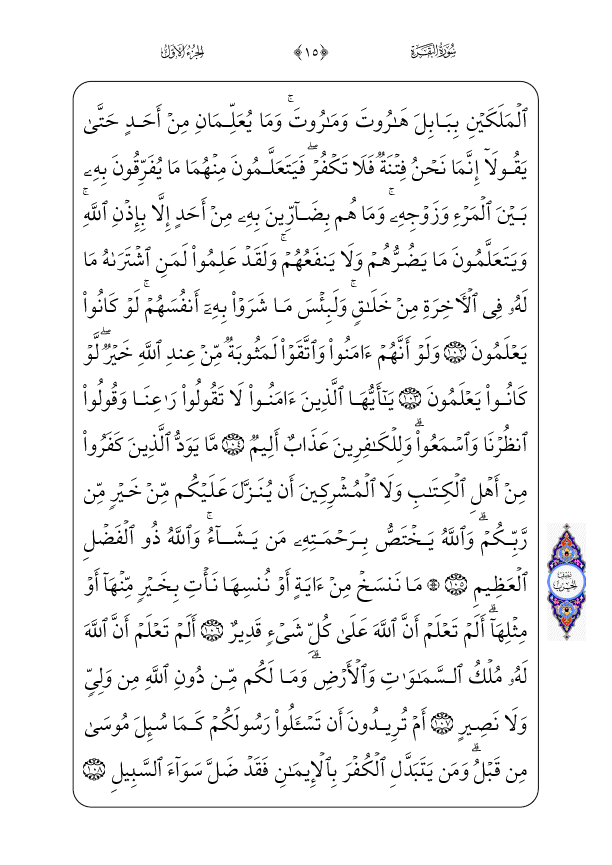 سُورَةُ البَقَرَةِ ﴿١٥﴾ الجُزءُ الأوّلُ
ٱلۡمَلَكَيۡنِ بِبَابِلَ هَٰرُوتَ وَمَٰرُوتَۚ وَمَا يُعَلِّمَانِ مِنۡ أَحَدٍ حَتَّىٰ
يَقُولَآ إِنَّمَا نَحۡنُ فِتۡنَةٞ فَلَا تَكۡفُرۡۖ فَيَتَعَلَّمُونَ مِنۡهُمَا مَا يُفَرِّقُونَ بِهِۦ
بَيۡنَ ٱلۡمَرۡءِ وَزَوۡجِهِۦۚ وَمَا هُم بِضَآرِّينَ بِهِۦ مِنۡ أَحَدٍ إِلَّا بِإِذۡنِ ٱللَّهِۚ
وَيَتَعَلَّمُونَ مَا يَضُرُّهُمۡ وَلَا يَنفَعُهُمۡۚ وَلَقَدۡ عَلِمُواْ لَمَنِ ٱشۡتَرَىٰهُ مَا
لَهُۥ فِي ٱلۡأٓخِرَةِ مِنۡ خَلَٰقٖۚ وَلَبِئۡسَ مَا شَرَوۡاْ بِهِۦٓ أَنفُسَهُمۡۚ لَوۡ كَانُواْ
يَعۡلَمُونَ ١٠٢ وَلَوۡ أَنَّهُمۡ ءَامَنُواْ وَٱتَّقَوۡاْ لَمَثُوبَةٞ مِّنۡ عِندِ ٱللَّهِ خَيۡرٞۖ لَّوۡ
كَانُواْ يَعۡلَمُونَ ١٠٣ يَٰٓأَيُّهَا ٱلَّذِينَ ءَامَنُواْ لَا تَقُولُواْ رَٰعِنَا وَقُولُواْ
ٱنظُرۡنَا وَٱسۡمَعُواْۗ وَلِلۡكَٰفِرِينَ عَذَابٌ أَلِيمٞ ١٠٤ مَّا يَوَدُّ ٱلَّذِينَ كَفَرُواْ
مِنۡ أَهۡلِ ٱلۡكِتَٰبِ وَلَا ٱلۡمُشۡرِكِينَ أَن يُنَزَّلَ عَلَيۡكُم مِّنۡ خَيۡرٖ مِّن
رَّبِّكُمۡۚ وَٱللَّهُ يَخۡتَصُّ بِرَحۡمَتِهِۦ مَن يَشَآءُۚ وَٱللَّهُ ذُو ٱلۡفَضۡلِ
ٱلۡعَظِيمِ ١٠٥ ۞ مَا نَنسَخۡ مِنۡ ءَايَةٍ أَوۡ نُنسِهَا نَأۡتِ بِخَيۡرٖ مِّنۡهَآ أَوۡ
مِثۡلِهَآۗ أَلَمۡ تَعۡلَمۡ أَنَّ ٱللَّهَ عَلَىٰ كُلِّ شَيۡءٖ قَدِيرٌ ١٠٦ أَلَمۡ تَعۡلَمۡ أَنَّ ٱللَّهَ
لَهُۥ مُلۡكُ ٱلسَّمَٰوَٰتِ وَٱلۡأَرۡضِۗ وَمَا لَكُم مِّن دُونِ ٱللَّهِ مِن وَلِيّٖ
وَلَا نَصِيرٍ ١٠٧ أَمۡ تُرِيدُونَ أَن تَسۡـَٔلُواْ رَسُولَكُمۡ كَمَا سُئِلَ مُوسَىٰ
مِن قَبۡلُۗ وَمَن يَتَبَدَّلِ ٱلۡكُفۡرَ بِٱلۡإِيمَٰنِ فَقَدۡ ضَلَّ سَوَآءَ ٱلسَّبِيلِ ١٠٨
نصف
الحزب